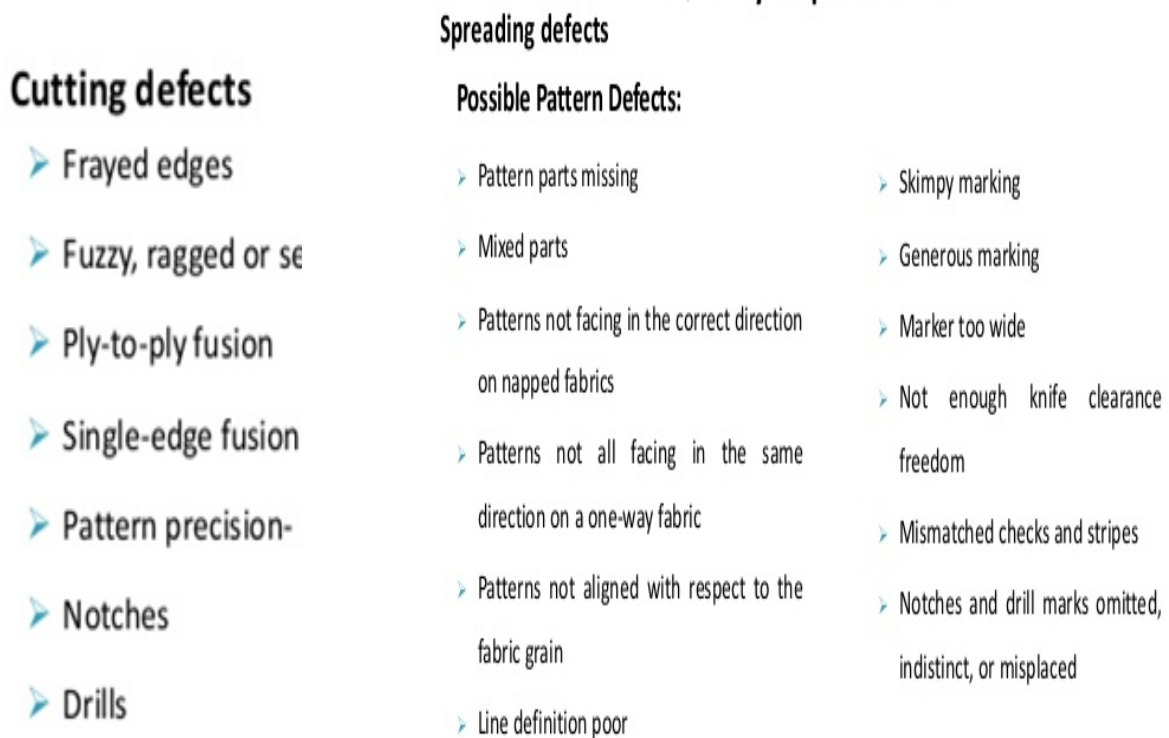 Spreading defects
Cutting defects
Frayed edges
Fuzzy, ragged or se
Ply-to-ply fusion
Single-edge fusion
Pattern precision-
Notches
Drills
Possible Pattern Defects:
Pattern parts missing
Mixed parts
Patterns not facing in the correct direction
on napped fabrics
Patterns not all facing in the same
direction on a one-way fabric
Patterns not aligned with respect to the
fabric grain
Line definition poor
Skimpy marking
Generous marking
Marker too wide
Not enough knife clearance
freedom
Mismatched checks and stripes
Notches and drill marks omitted,
indistinct, or misplaced